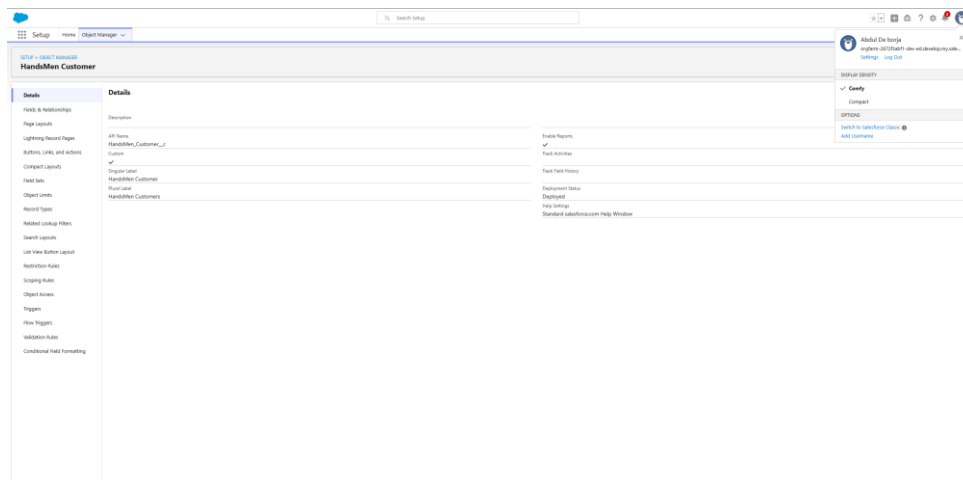 Search Setup
Setup Home Object Manager
SETUP > OBJECT MANAGER
HandsMen Customer
Details
Fields & Relationships
Page Layouts
Lightning Record Pages
Buttons, Links, and Actions
Compact Layouts
Field Sets
Object Limits
Record Types
Related Lookup Filters
Search Layouts
List View Button Layout
Restriction Rules
Scoping Rules
Object Access
Triggers
Flow Triggers
Validation Rules
Conditional Field Formatting
Details
Description
API Name
HandsMen_Customer__c
Custom
Singular Label
HandsMen Customer
Plural Label
HandsMen Customers
Enable Reports
Track Activities
Track Field History
Deployment Status
Deployed
Help Settings
Standard salesforce.com Help Window
Abdul De borja
Settings Log Out
DISPLAY DENSITY
Comfy
Compact
OPTIONS
Switch to Salesforce Classic
Add Username